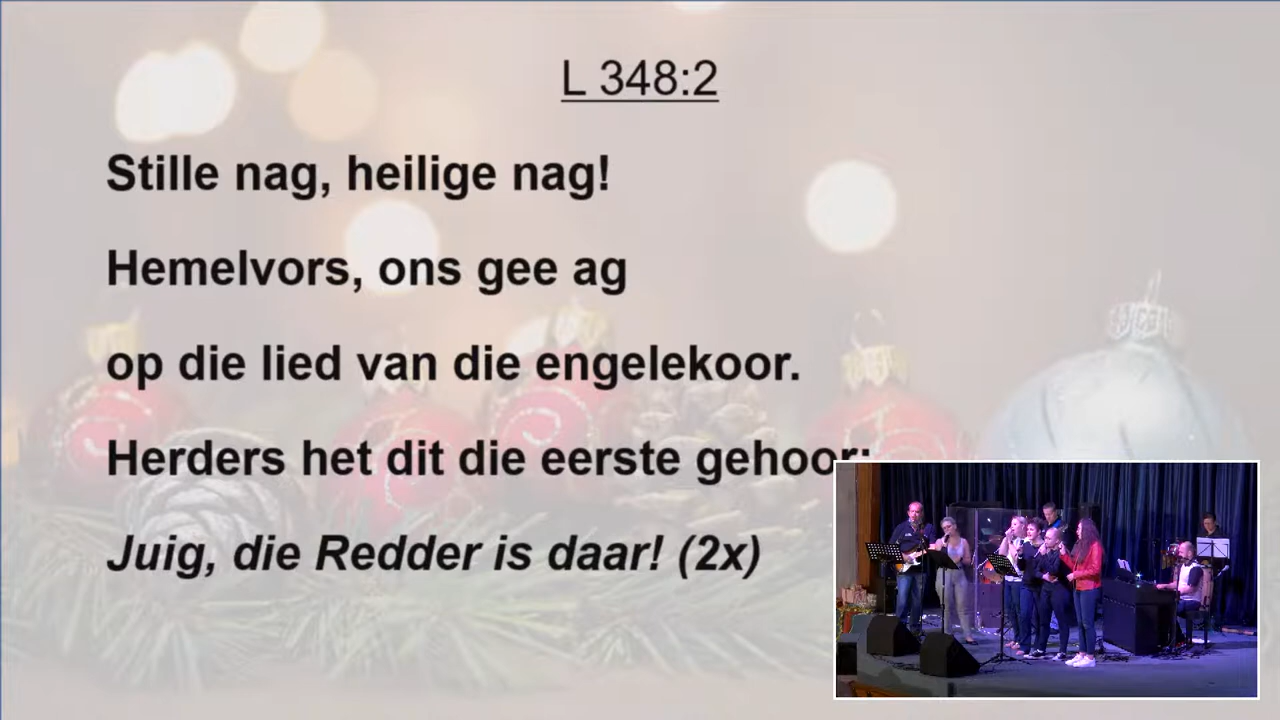 L 348:2
Stille nag, heilige nag!
Hemelvors, ons gee ag
op die lied van die engelekoor.
Herders het dit die eerste gehoor:
Juig, die Redder is daar! (2x)